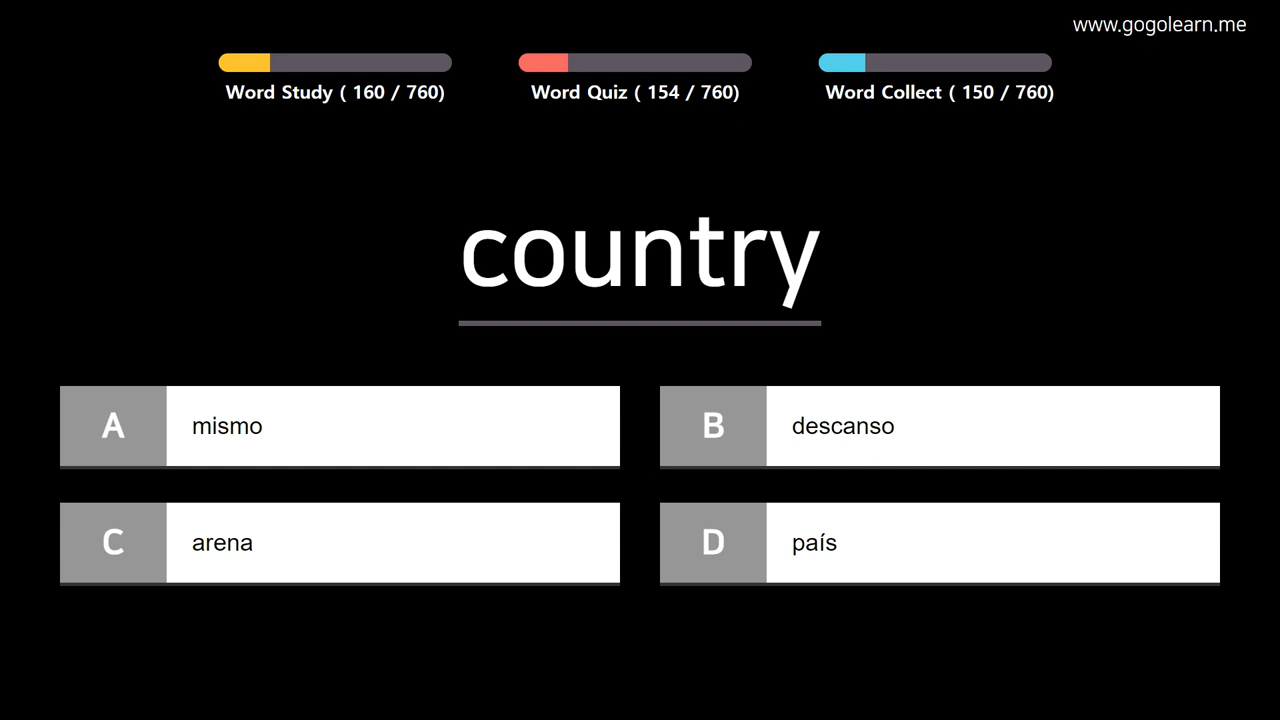 www.gogolearn.me
Word Study ( 160 / 760)
Word Quiz ( 154 / 760)
Word Collect ( 150 / 760)
country
A mismo
B descanso
C arena
D país